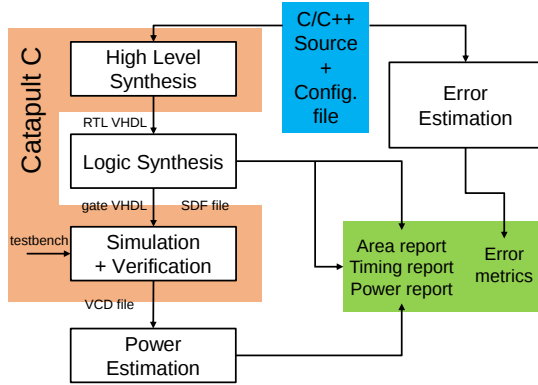 C/C++
Source
+
Config.
file
Catapult C
High Level
Synthesis
Error
Estimation
RTL VHDL
Logic Synthesis
gate VHDL
SDF file
testbench
Simulation
+ Verification
Area report
Timing report
Power report
Error
metrics
VCD file
Power
Estimation